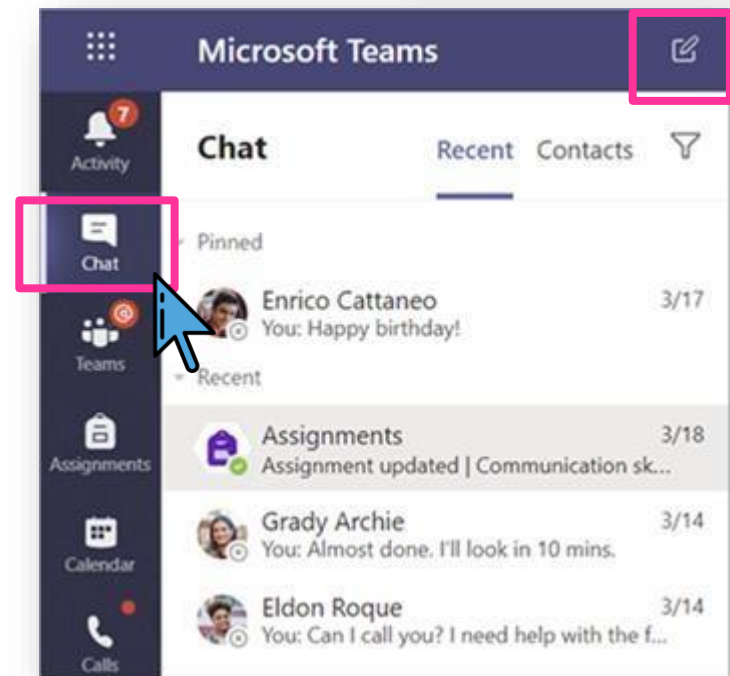 Microsoft Teams
7
Activity
Chat
Recent Contacts
Chat
Pinned
Enrico Cattaneo 3/17
You: Happy birthday!
@
Teams
Recent
Assignments 3/18
Assignment updated | Communication sk...
Assignments
Grady Archie 3/14
You: Almost done. I'll look in 10 mins.
Calendar
Eldon Roque 3/14
You: Can I call you? I need help with the f...
Calls